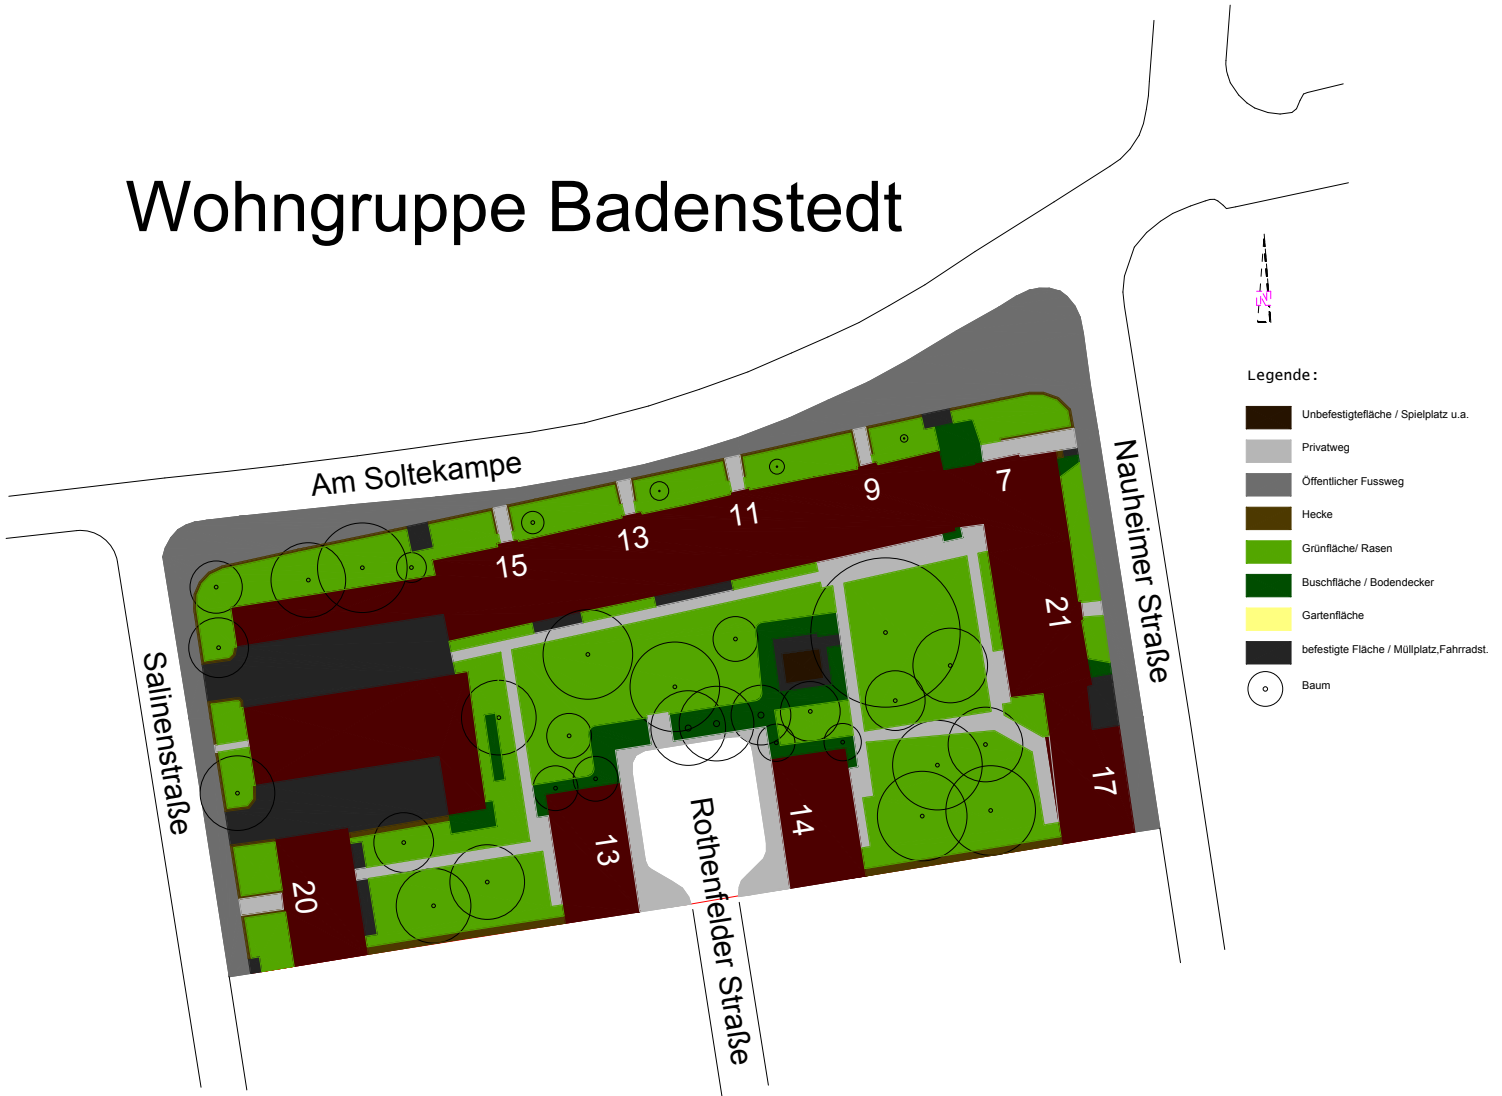 Wohngruppe Badenstedt
N
Legende:
Unbefestigtefläche / Spielplatz u.a.
Privatweg
Öffentlicher Fussweg
Hecke
Grünfläche/ Rasen
Buschfläche / Bodendecker
Gartenfläche
befestigte Fläche / Müllplatz,Fahrradst.
Baum
Am Soltekampe
Nauheimer Straße
Salinenstraße
Rothenfelder Straße
15
13
11
9
7
21
17
14
13
20